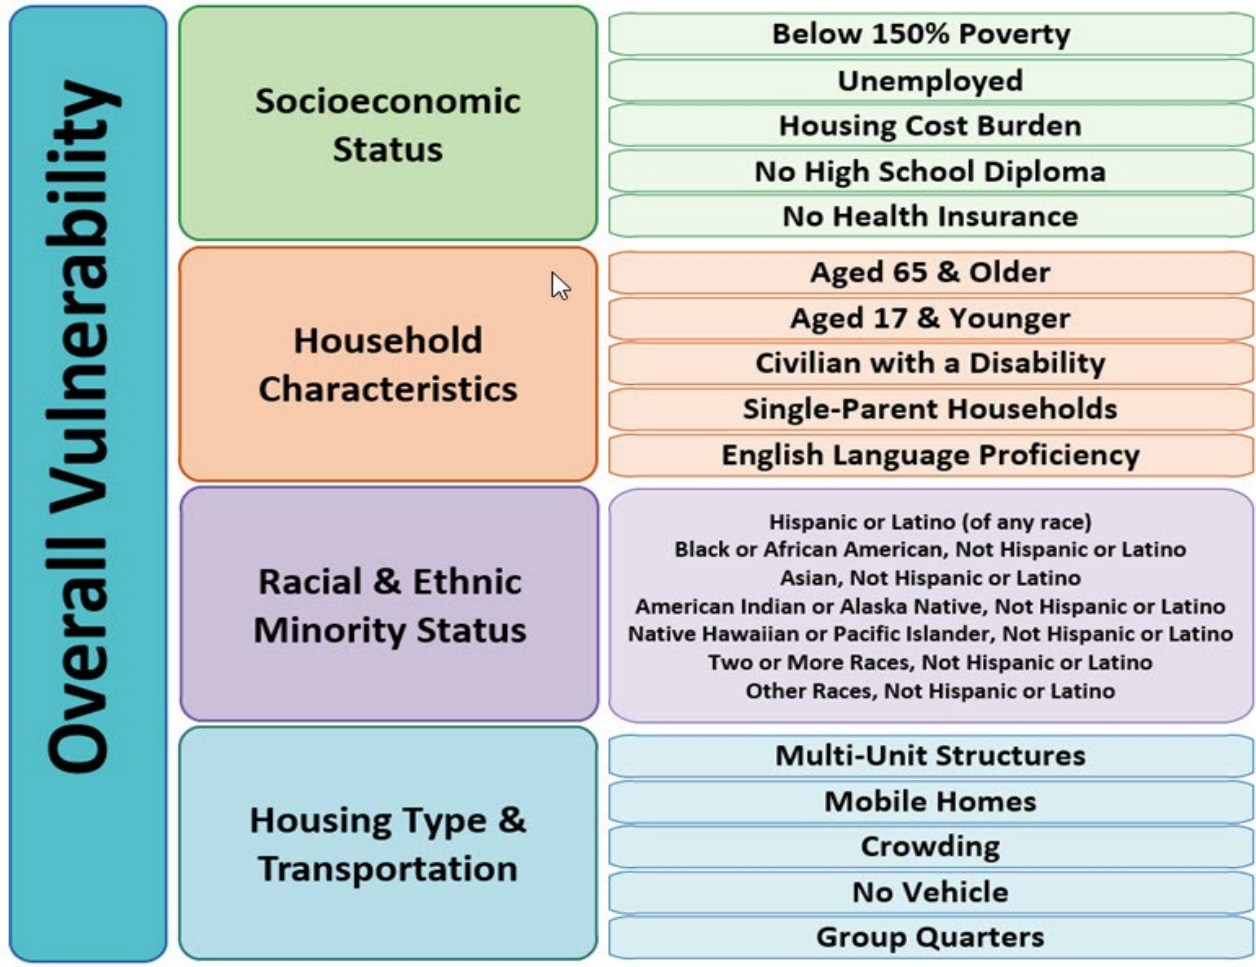 Overall Vulnerability
Socioeconomic
Status
Below 150% Poverty
Unemployed
Housing Cost Burden
No High School Diploma
No Health Insurance
Household
Characteristics
Aged 65 & Older
Aged 17 & Younger
Civilian with a Disability
Single-Parent Households
English Language Proficiency
Racial & Ethnic
Minority Status
Hispanic or Latino (of any race)
Black or African American, Not Hispanic or Latino
Asian, Not Hispanic or Latino
American Indian or Alaska Native, Not Hispanic or Latino
Native Hawaiian or Pacific Islander, Not Hispanic or Latino
Two or More Races, Not Hispanic or Latino
Other Races, Not Hispanic or Latino
Housing Type &
Transportation
Multi-Unit Structures
Mobile Homes
Crowding
No Vehicle
Group Quarters